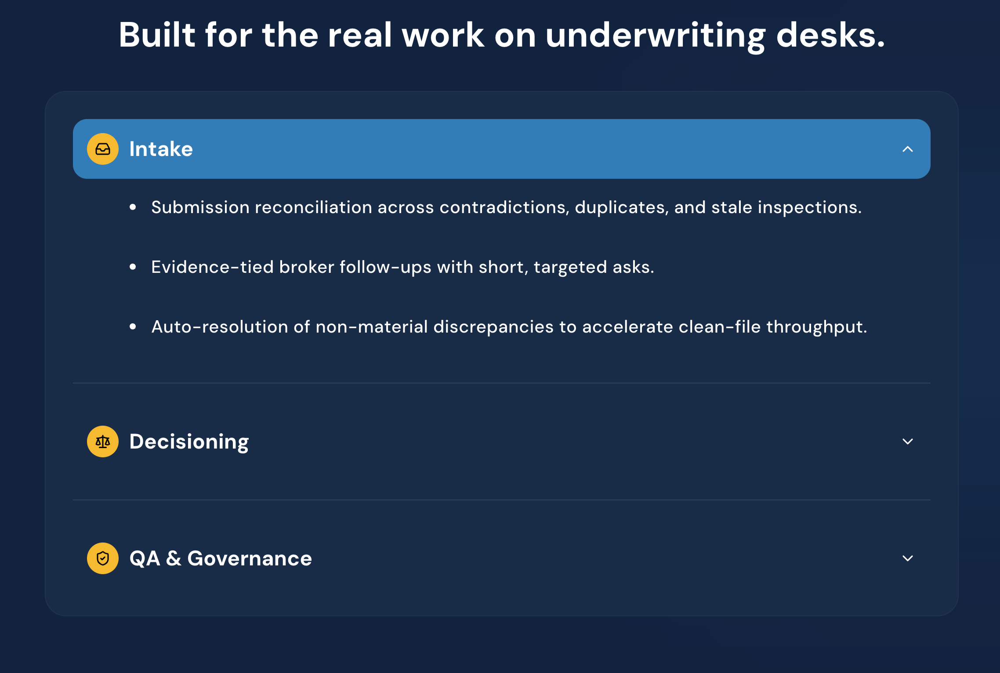 Built for the real work on underwriting desks.
Intake
• Submission reconciliation across contradictions, duplicates, and stale inspections.
• Evidence-tied broker follow-ups with short, targeted asks.
• Auto-resolution of non-material discrepancies to accelerate clean-file throughput.
Decisioning
QA & Governance